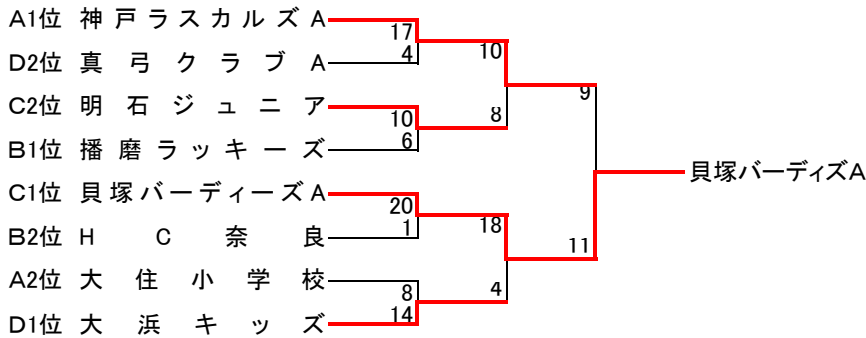 A1位 神戸ラスカルズA
17
D2位 真弓クラブA
4
10
C2位 明石ジュニア
10
8
9
B1位 播磨ラッキーズ
6
C1位 貝塚バーディーズA
20
貝塚バーディズA
B2位 HC奈良
1
18
11
A2位 大住小学校
8
4
D1位 大浜キッズ
14